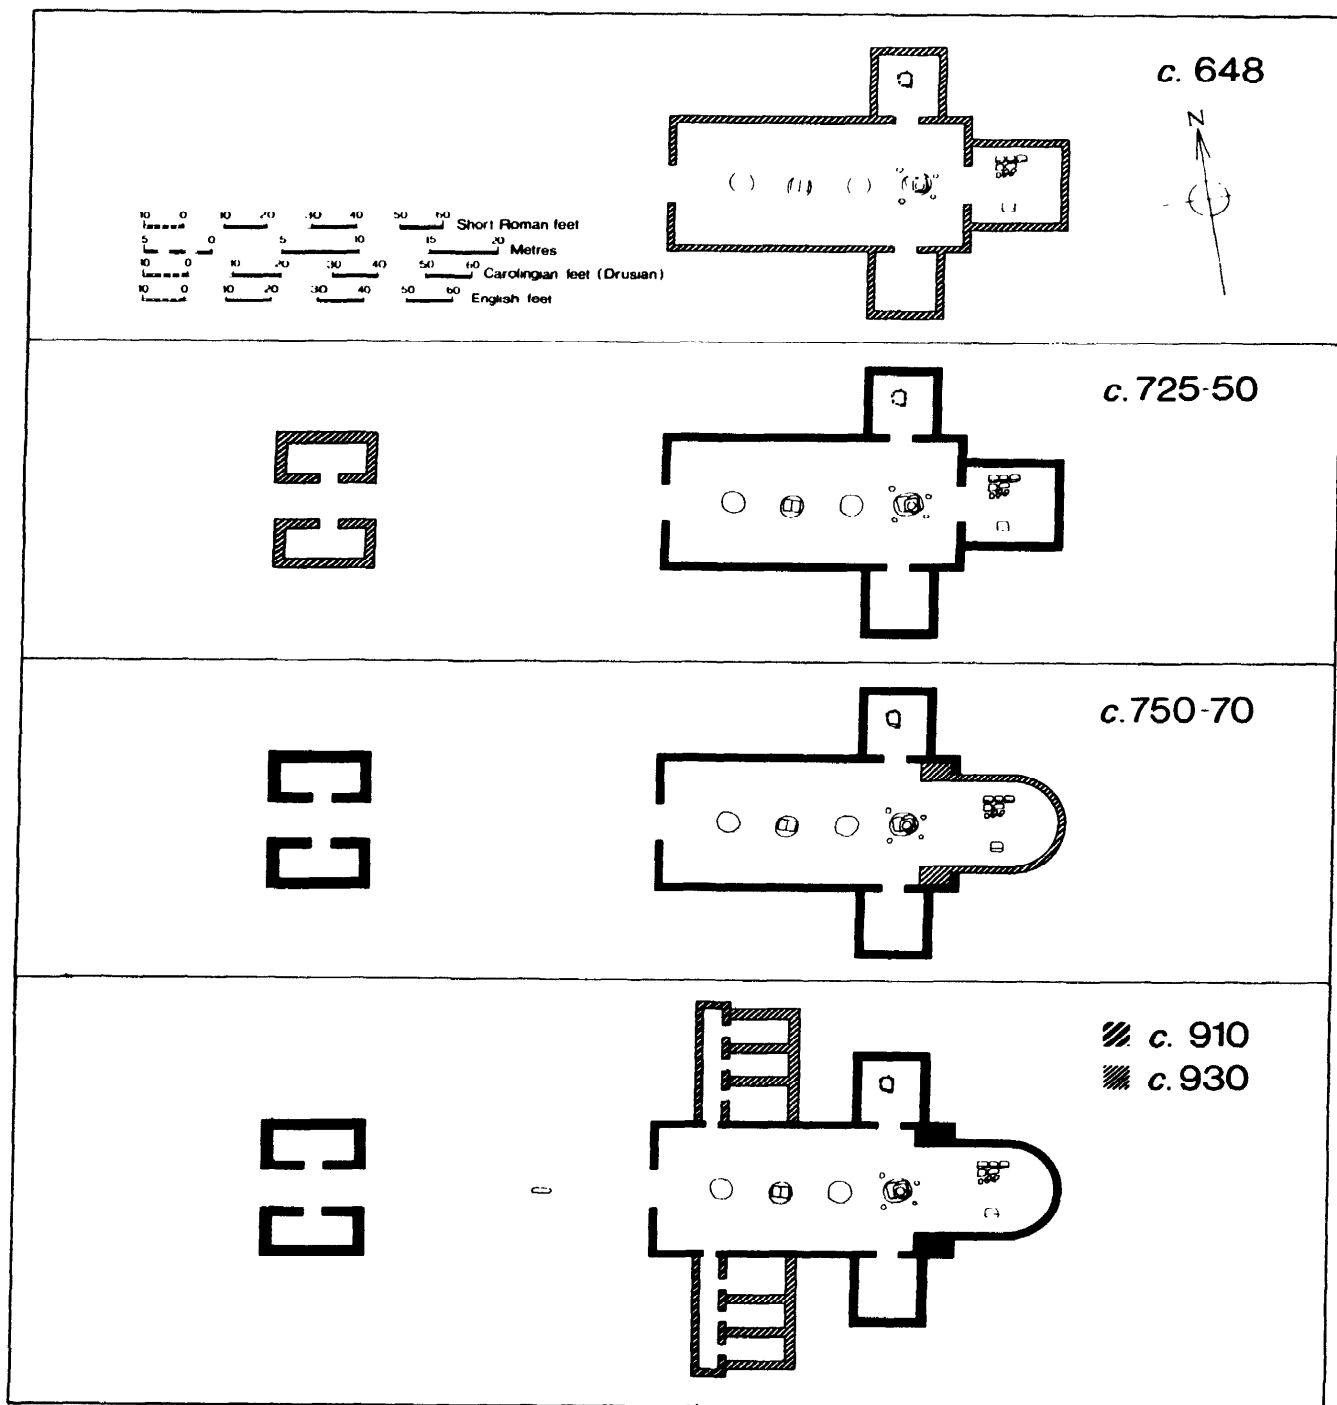 c. 648
N
10 0 10 20 30 40 50 60 Short Roman feet
5 0 5 10 15 20 Metres
10 0 10 20 30 40 50 60 Carolingian feet (Drusian)
10 0 10 20 30 40 50 60 English feet
c. 725-50
c. 750-70
c. 910
c. 930